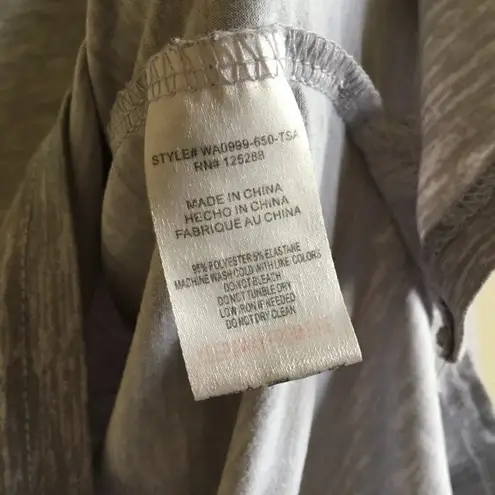 STYLE# WA0999-650-TSA
RN# 125288
MADE IN CHINA
HECHO IN CHINA
FABRIQUE AU CHINA
95% POLYESTER 5% ELASTANE
MACHINE WASH COLD WITH LIKE COLORS
DO NOT BLEACH
DO NOT TUMBLE DRY
LOW IRON IF NEEDED
DO NOT DRY CLEAN